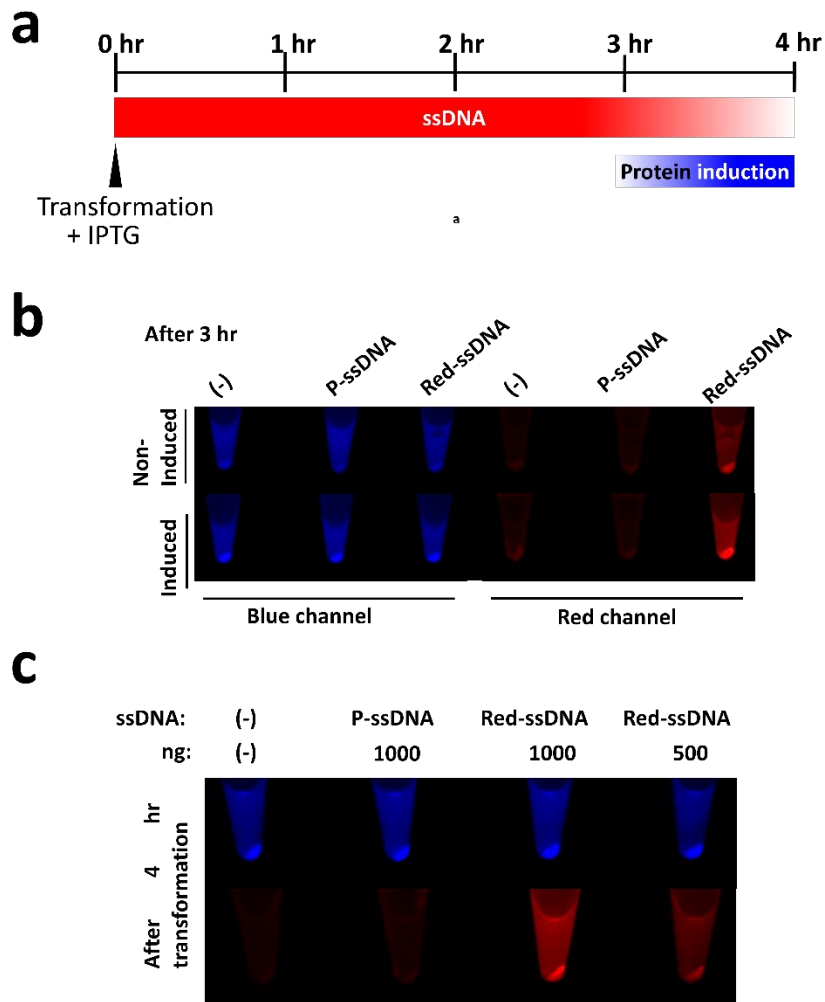 a
0 hr 1 hr 2 hr 3 hr 4 hr
ssDNA
Protein induction
Transformation
+ IPTG
a
b
After 3 hr
(-) P-ssDNA Red-ssDNA (-) P-ssDNA Red-ssDNA
Non-
Induced
Induced
Blue channel Red channel
c
ssDNA: (-) P-ssDNA Red-ssDNA Red-ssDNA
ng: (-) 1000 1000 500
After 4 hr
transformation